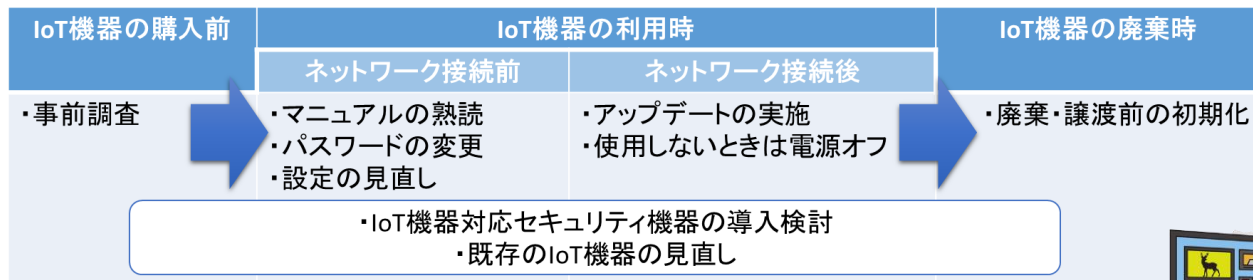 IoT機器の購入前
IoT機器の利用時
IoT機器の廃棄時
ネットワーク接続前
ネットワーク接続後
・事前調査
・マニュアルの熟読
・パスワードの変更
・設定の見直し
・アップデートの実施
・使用しないときは電源オフ
・廃棄・譲渡前の初期化
・IoT機器対応セキュリティ機器の導入検討
・既存のIoT機器の見直し